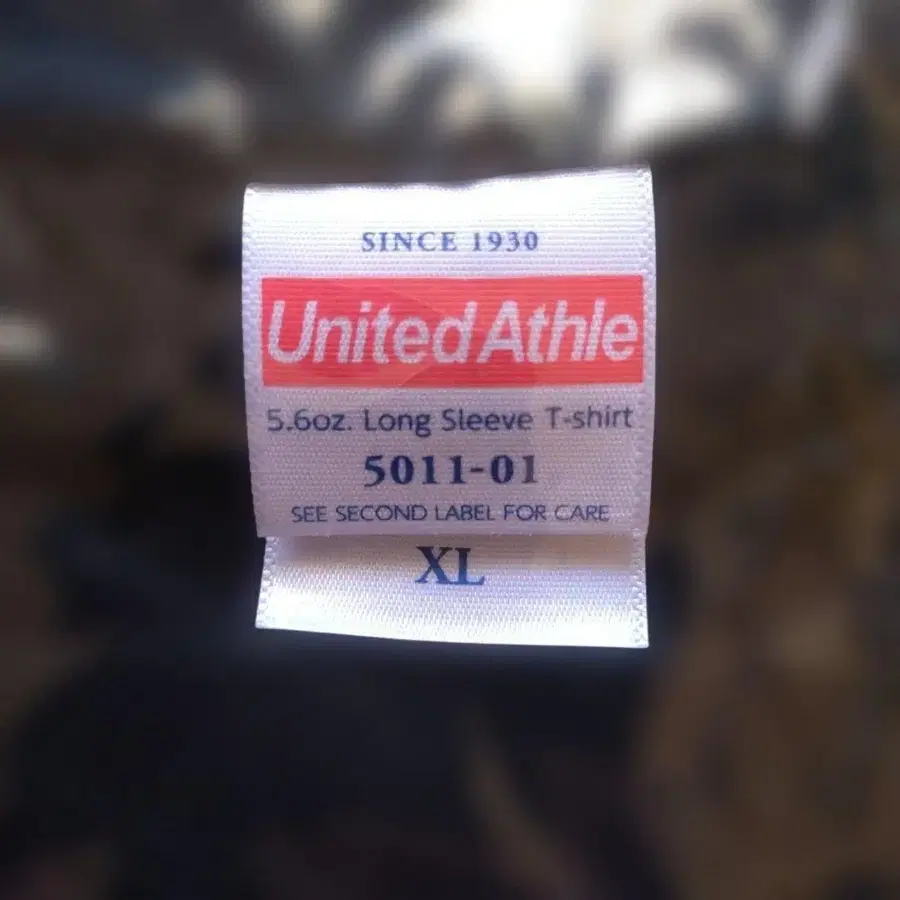 SINCE 1930
United Athle
5.6oz. Long Sleeve T-shirt
5011-01
SEE SECOND LABEL FOR CARE
XL